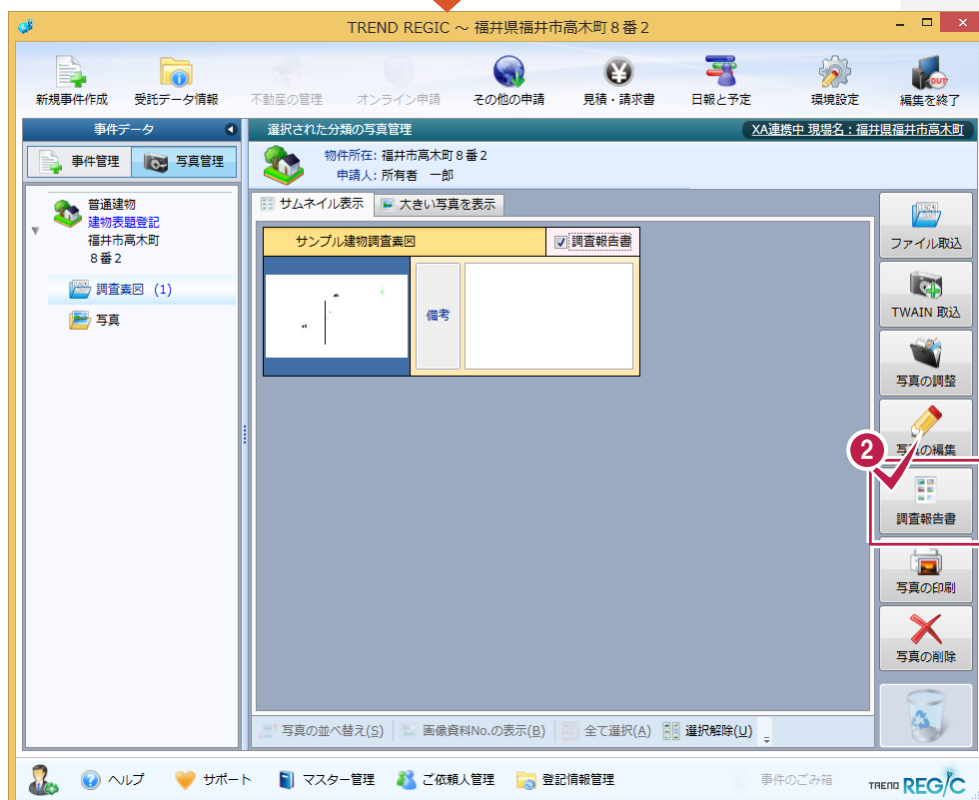 TREND REGIC ～ 福井県福井市高木町８番２
新規事件作成 受託データ情報 不動産の管理 オンライン申請 その他の申請 見積・請求書 日報と予定 環境設定 編集を終了
OUT
事件データ
選択された分類の写真管理
XA連携中 現場名：福井県福井市高木町
事件管理 写真管理
物件所在: 福井市高木町８番２
申請人: 所有者　一郎
普通建物
建物表題登記
福井市高木町
８番２
調査素図 (1)
写真
サムネイル表示 大きい写真を表示
サンプル建物調査素図 調査報告書
備考
ファイル取込
TWAIN 取込
写真の調整
写真の編集
2
調査報告書
写真の印刷
写真の削除
写真の並べ替え(S) 画像資料No.の表示(B) 全て選択(A) 選択解除(U)
ヘルプ サポート マスター管理 ご依頼人管理 登記情報管理 事件のごみ箱 TREND REGIC